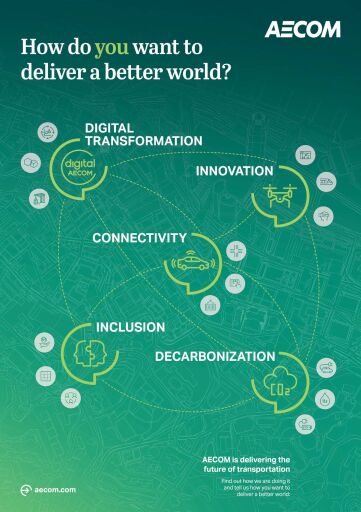 AECOM
How do you want to
deliver a better world?
DIGITAL
TRANSFORMATION
digital
AECOM
INNOVATION
CONNECTIVITY
INCLUSION
DECARBONIZATION
CO2
AECOM is delivering the
future of transportation
Find out how we are doing it
and tell us how you want to
deliver a better world:
aecom.com